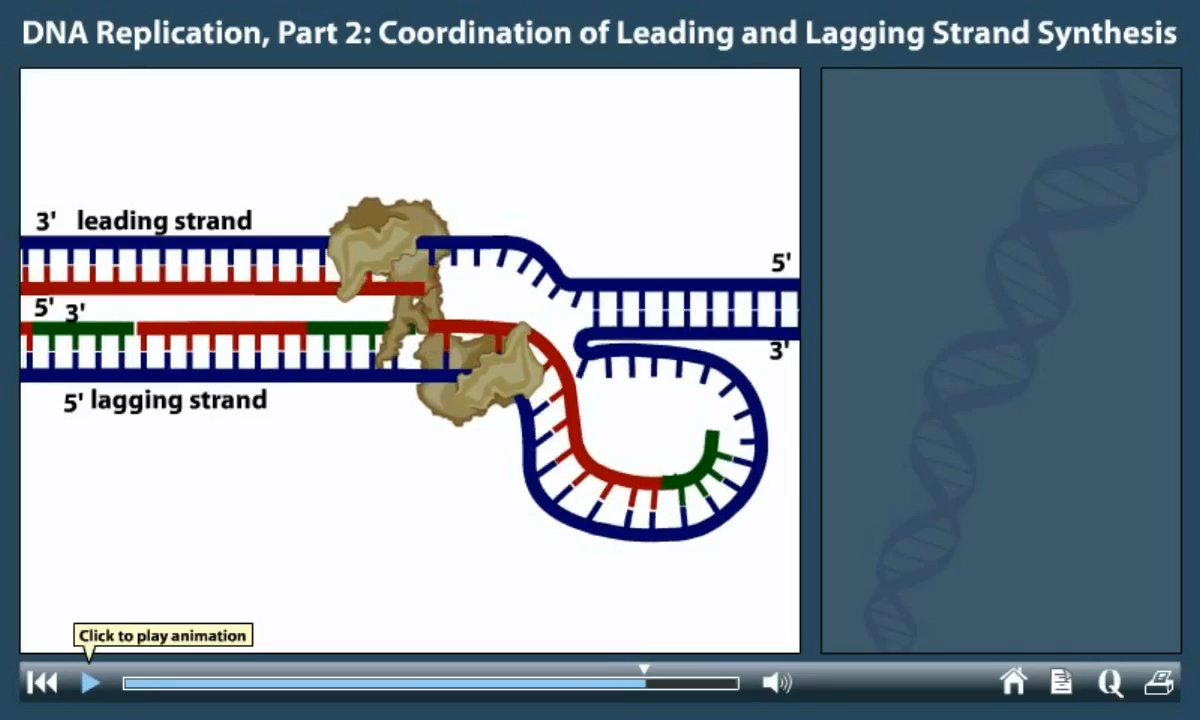 DNA Replication, Part 2: Coordination of Leading and Lagging Strand Synthesis
3' leading strand
5'
5' 3'
3'
5' lagging strand
Click to play animation
Q